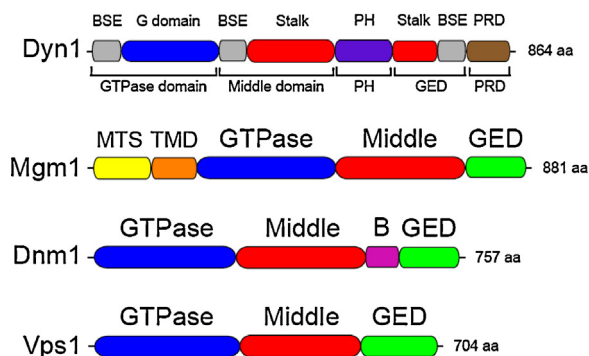 BSE G domain BSE Stalk PH Stalk BSE PRD
Dyn1 864 aa
GTPase domain Middle domain PH GED PRD
MTS TMD GTPase Middle GED
Mgm1 881 aa
GTPase Middle B GED
Dnm1 757 aa
GTPase Middle GED
Vps1 704 aa